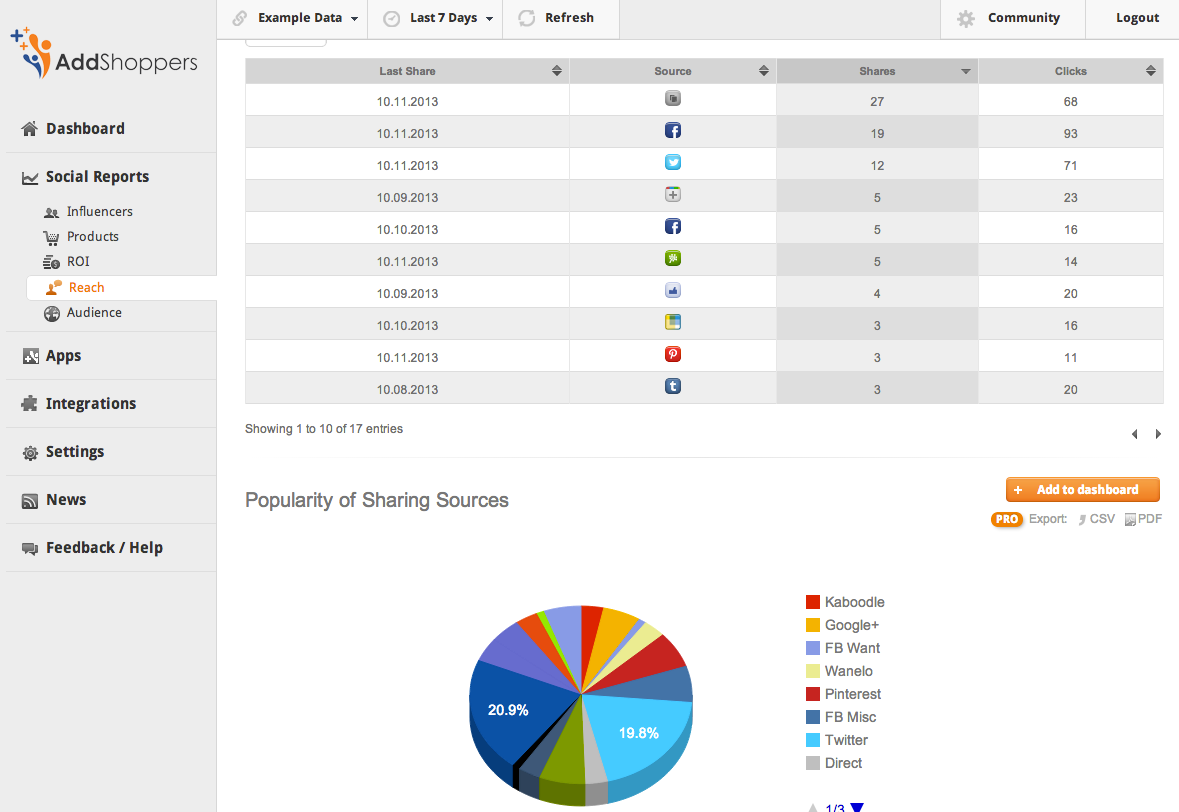 Example Data Last 7 Days Refresh Community Logout
AddShoppers
Dashboard
Social Reports
Influencers
Products
ROI
Reach
Audience
Apps
Integrations
Settings
News
Feedback / Help
Last Share Source Shares Clicks
10.11.2013 27 68
10.11.2013 f 19 93
10.11.2013 12 71
10.09.2013 + 5 23
10.10.2013 f 5 16
10.11.2013 5 14
10.09.2013 4 20
10.10.2013 3 16
10.11.2013 3 11
10.08.2013 t 3 20
Showing 1 to 10 of 17 entries
Popularity of Sharing Sources
+ Add to dashboard
PRO Export: CSV PDF
20.9%
19.8%
Kaboodle
Google+
FB Want
Wanelo
Pinterest
FB Misc
Twitter
Direct
1/3